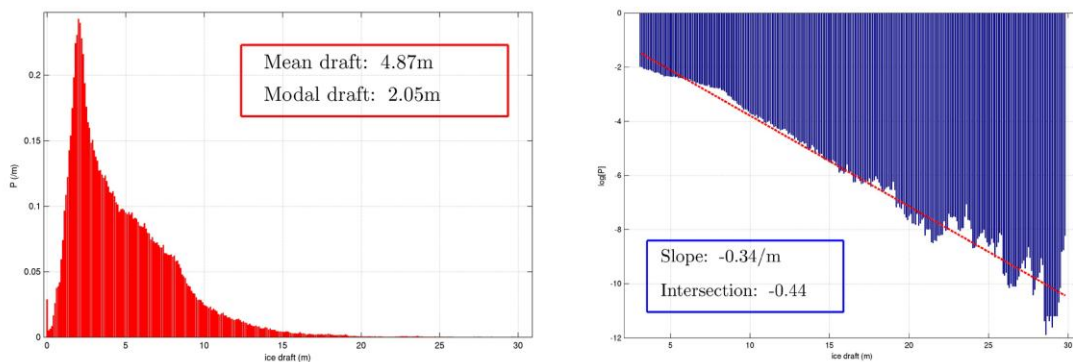 0.2
0.15
0.1
0.05
0
P (/m)
0 5 10 15 20 25 30
ice draft (m)
Mean draft: 4.87m
Modal draft: 2.05m
0
-2
-4
-6
-8
-10
-12
log[P]
5 10 15 20 25 30
ice draft (m)
Slope: -0.34/m
Intersection: -0.44